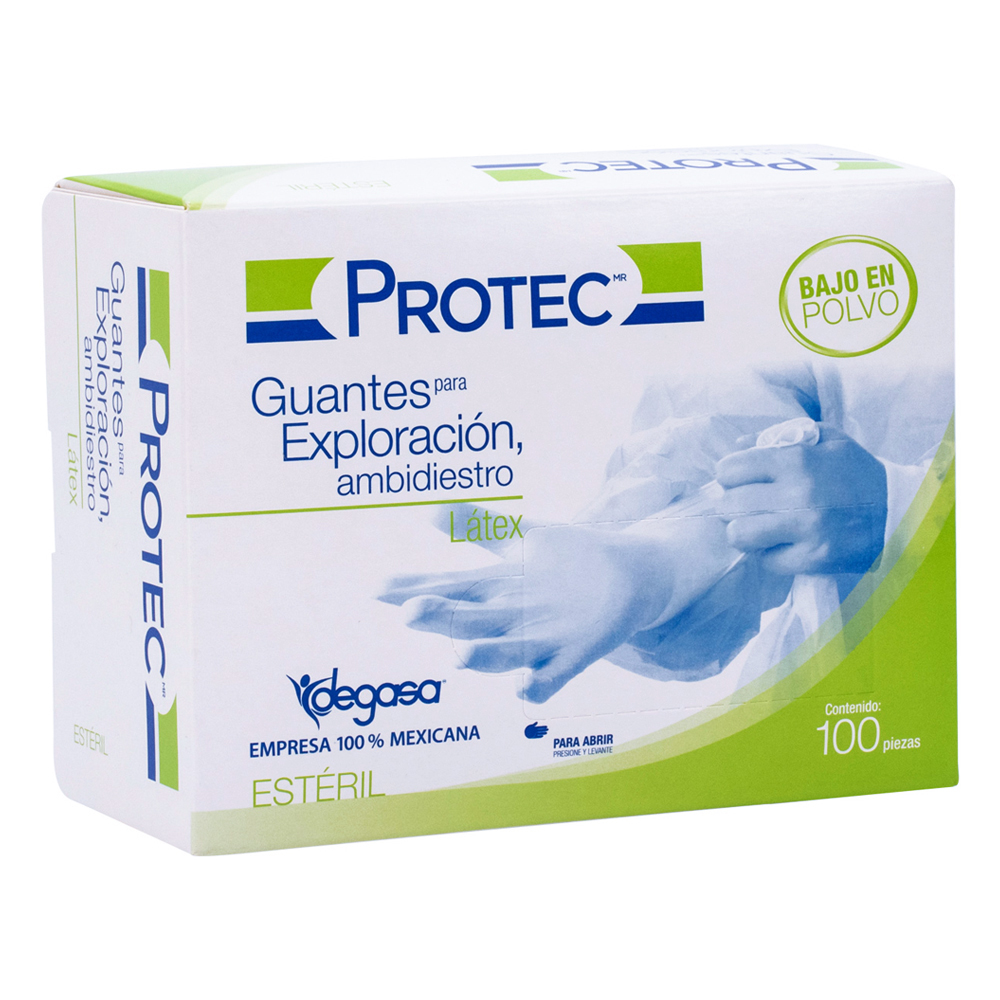 PROTEC
ESTÉRIL
PROTEC MR
BAJO EN
POLVO
Guantes para
Exploración,
ambidiestro
Látex
degasa
EMPRESA 100% MEXICANA
ESTÉRIL
PARA ABRIR
PRESIONE Y LEVANTE
Contenido:
100 piezas
Guantes para
Exploración,
ambidiestro
Látex
PROTEC MR
ESTÉRIL